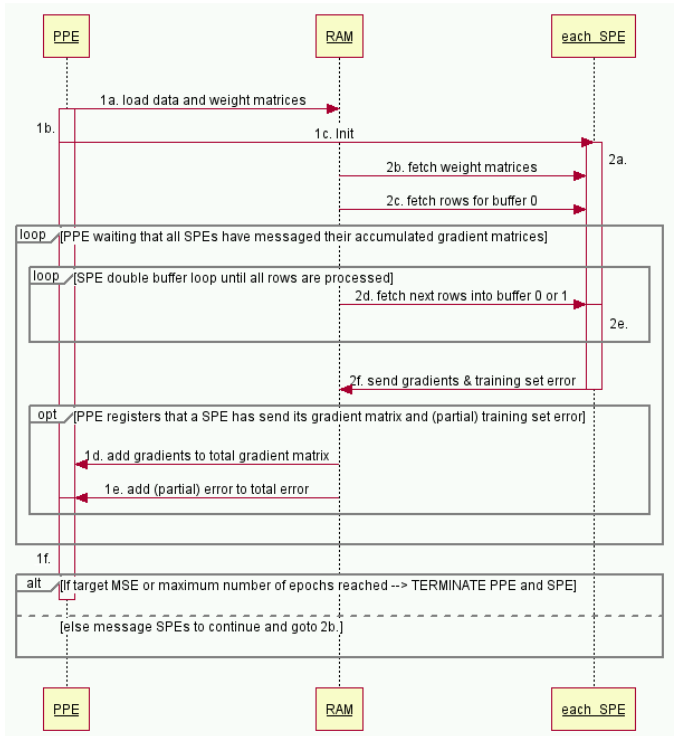 PPE RAM each SPE
1a. load data and weight matrices
1b.
1c. Init
2a.
2b. fetch weight matrices
2c. fetch rows for buffer 0
loop [PPE waiting that all SPEs have messaged their accumulated gradient matrices]
loop [SPE double buffer loop until all rows are processed]
2d. fetch next rows into buffer 0 or 1
2e.
2f. send gradients & training set error
opt [PPE registers that a SPE has send its gradient matrix and (partial) training set error]
1d. add gradients to total gradient matrix
1e. add (partial) error to total error
1f.
alt [If target MSE or maximum number of epochs reached --> TERMINATE PPE and SPE]
[else message SPEs to continue and goto 2b.]
PPE RAM each SPE